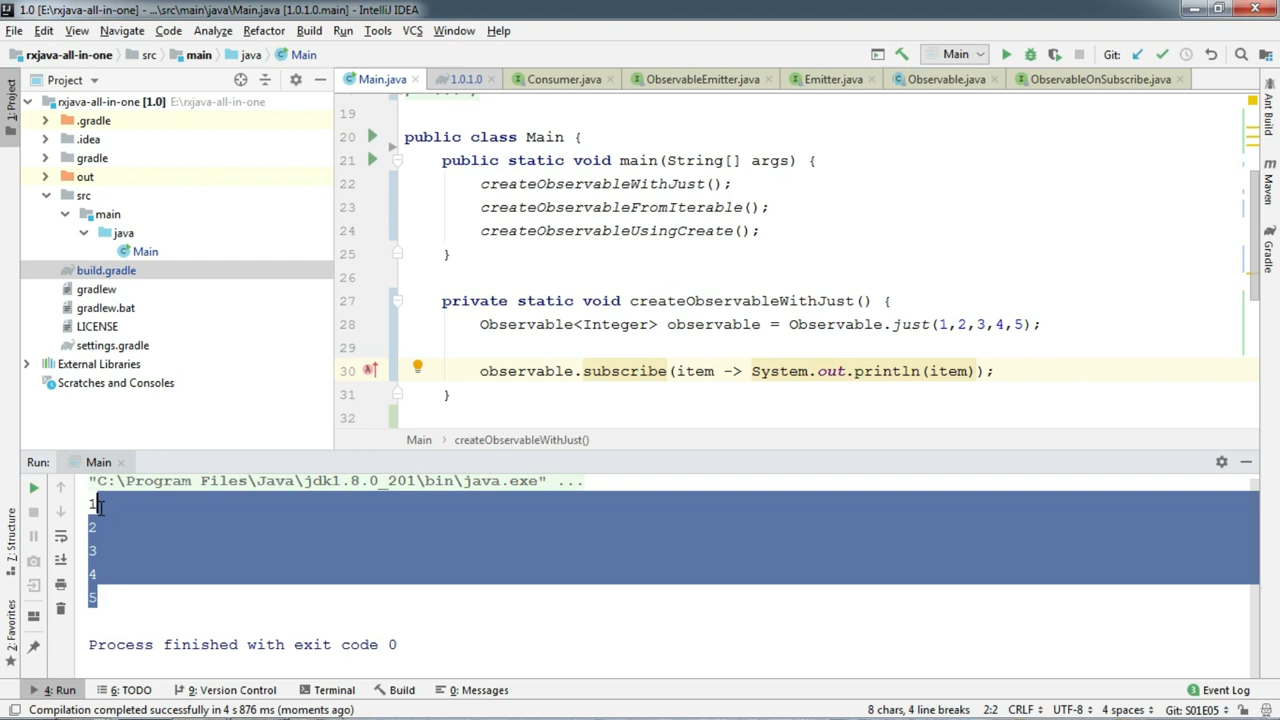 1.0 [E:\rxjava-all-in-one] - ...\src\main\java\Main.java [1.0.1.0.main] - IntelliJ IDEA
File Edit View Navigate Code Analyze Refactor Build Run Tools VCS Window Help
rxjava-all-in-one src main java Main Main Git:
Project Main.java 1.0.1.0 Consumer.java ObservableEmitter.java Emitter.java Observable.java ObservableOnSubscribe.java
1: Project
rxjava-all-in-one [1.0] E:\rxjava-all-in-one
.gradle
.idea
gradle
out
src
main
java
Main
build.gradle
gradlew
gradlew.bat
LICENSE
settings.gradle
External Libraries
Scratches and Consoles
19
20 public class Main {
21 public static void main(String[] args) {
22 createObservableWithJust();
23 createObservableFromIterable();
24 createObservableUsingCreate();
25 }
26
27 private static void createObservableWithJust() {
28 Observable<Integer> observable = Observable.just(1,2,3,4,5);
29
30 observable.subscribe(item -> System.out.println(item));
31 }
32
Main createObservableWithJust()
Ant Build
Maven
Gradle
Run: Main
"C:\Program Files\Java\jdk1.8.0_201\bin\java.exe" ...
1
2
3
4
5
Process finished with exit code 0
7: Structure
2: Favorites
4: Run 6: TODO 9: Version Control Terminal Build 0: Messages Event Log
Compilation completed successfully in 4 s 876 ms (moments ago) 8 chars, 4 line breaks 2:2 CRLF UTF-8 4 spaces Git: S01E05